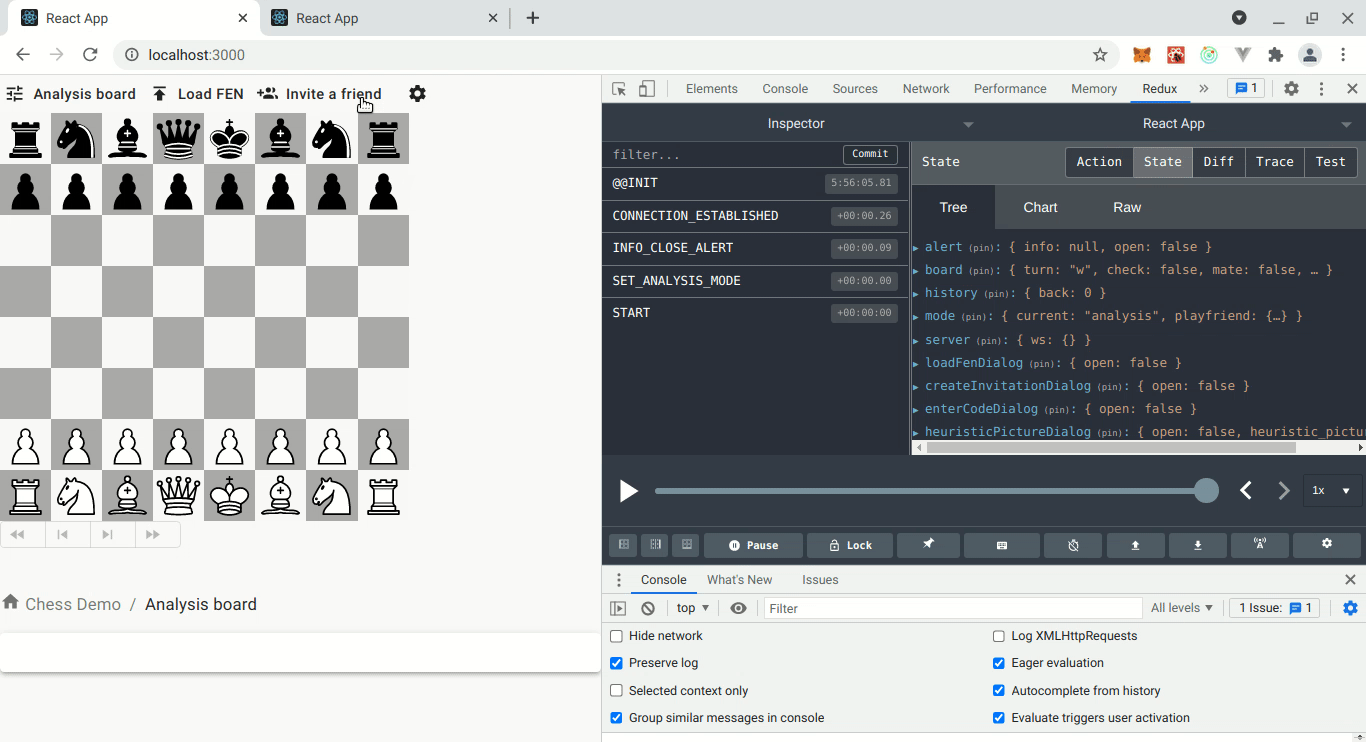 React App
React App
localhost:3000
Analysis board
Load FEN
Invite a friend
Chess Demo / Analysis board
Elements Console Sources Network Performance Memory Redux » 1
Inspector
React App
filter...
Commit
@@INIT 5:56:05.81
CONNECTION_ESTABLISHED +00:00.26
INFO_CLOSE_ALERT +00:00.09
SET_ANALYSIS_MODE +00:00.00
START +00:00:00
State
Action State Diff Trace Test
Tree Chart Raw
alert (pin): { info: null, open: false }
board (pin): { turn: "w", check: false, mate: false, … }
history (pin): { back: 0 }
mode (pin): { current: "analysis", playfriend: {…} }
server (pin): { ws: {} }
loadFenDialog (pin): { open: false }
createInvitationDialog (pin): { open: false }
enterCodeDialog (pin): { open: false }
heuristicPictureDialog (pin): { open: false, heuristic_pictur
1x
Pause Lock
Console What's New Issues
top Filter All levels 1 Issue: 1
Hide network
Log XMLHttpRequests
Preserve log
Eager evaluation
Selected context only
Autocomplete from history
Group similar messages in console
Evaluate triggers user activation